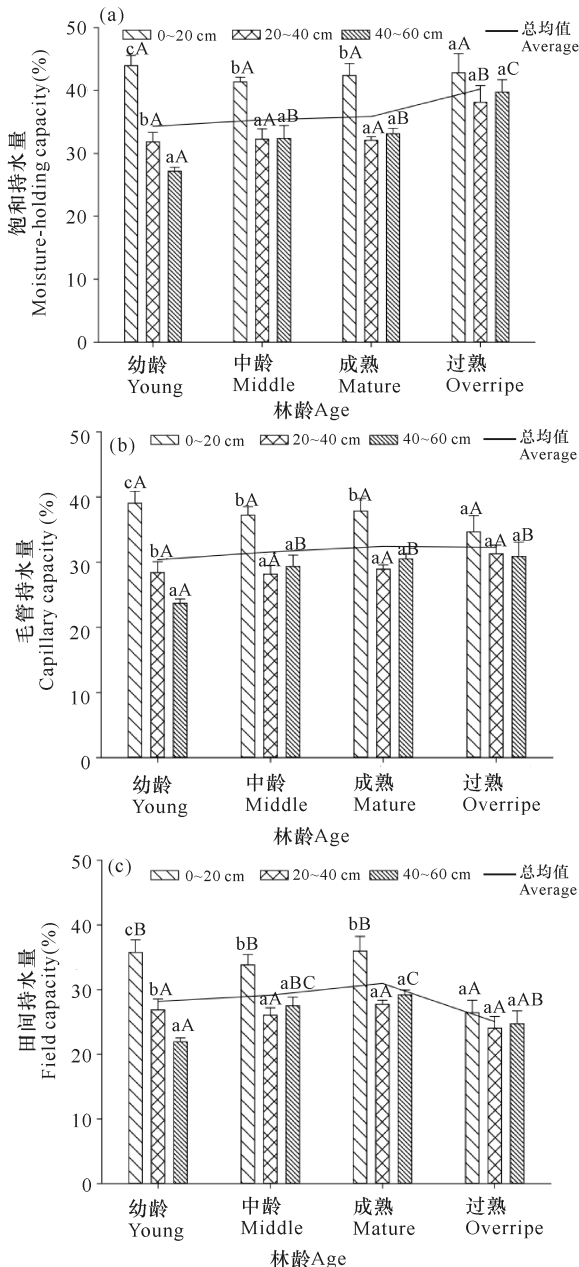 (a)
0~20 cm 20~40 cm 40~60 cm 总均值
Average
饱和持水量
Moisture-holding capacity(%)
50
40
30
20
10
0
cA bA aA
bA aA aB
bA aA aB
aA aB aC
幼龄 中龄 成熟 过熟
Young Middle Mature Overripe
林龄Age
(b)
0~20 cm 20~40 cm 40~60 cm 总均值
Average
毛管持水量
Capillary capacity(%)
50
40
30
20
10
0
cA bA aA
bA aA aB
bA aA aB
aA aA aB
幼龄 中龄 成熟 过熟
Young Middle Mature Overripe
林龄Age
(c)
0~20 cm 20~40 cm 40~60 cm 总均值
Average
田间持水量
Field capacity(%)
50
40
30
20
10
0
cB bA aA
bB aA aBC
bB aA aC
aA aA aAB
幼龄 中龄 成熟 过熟
Young Middle Mature Overripe
林龄Age